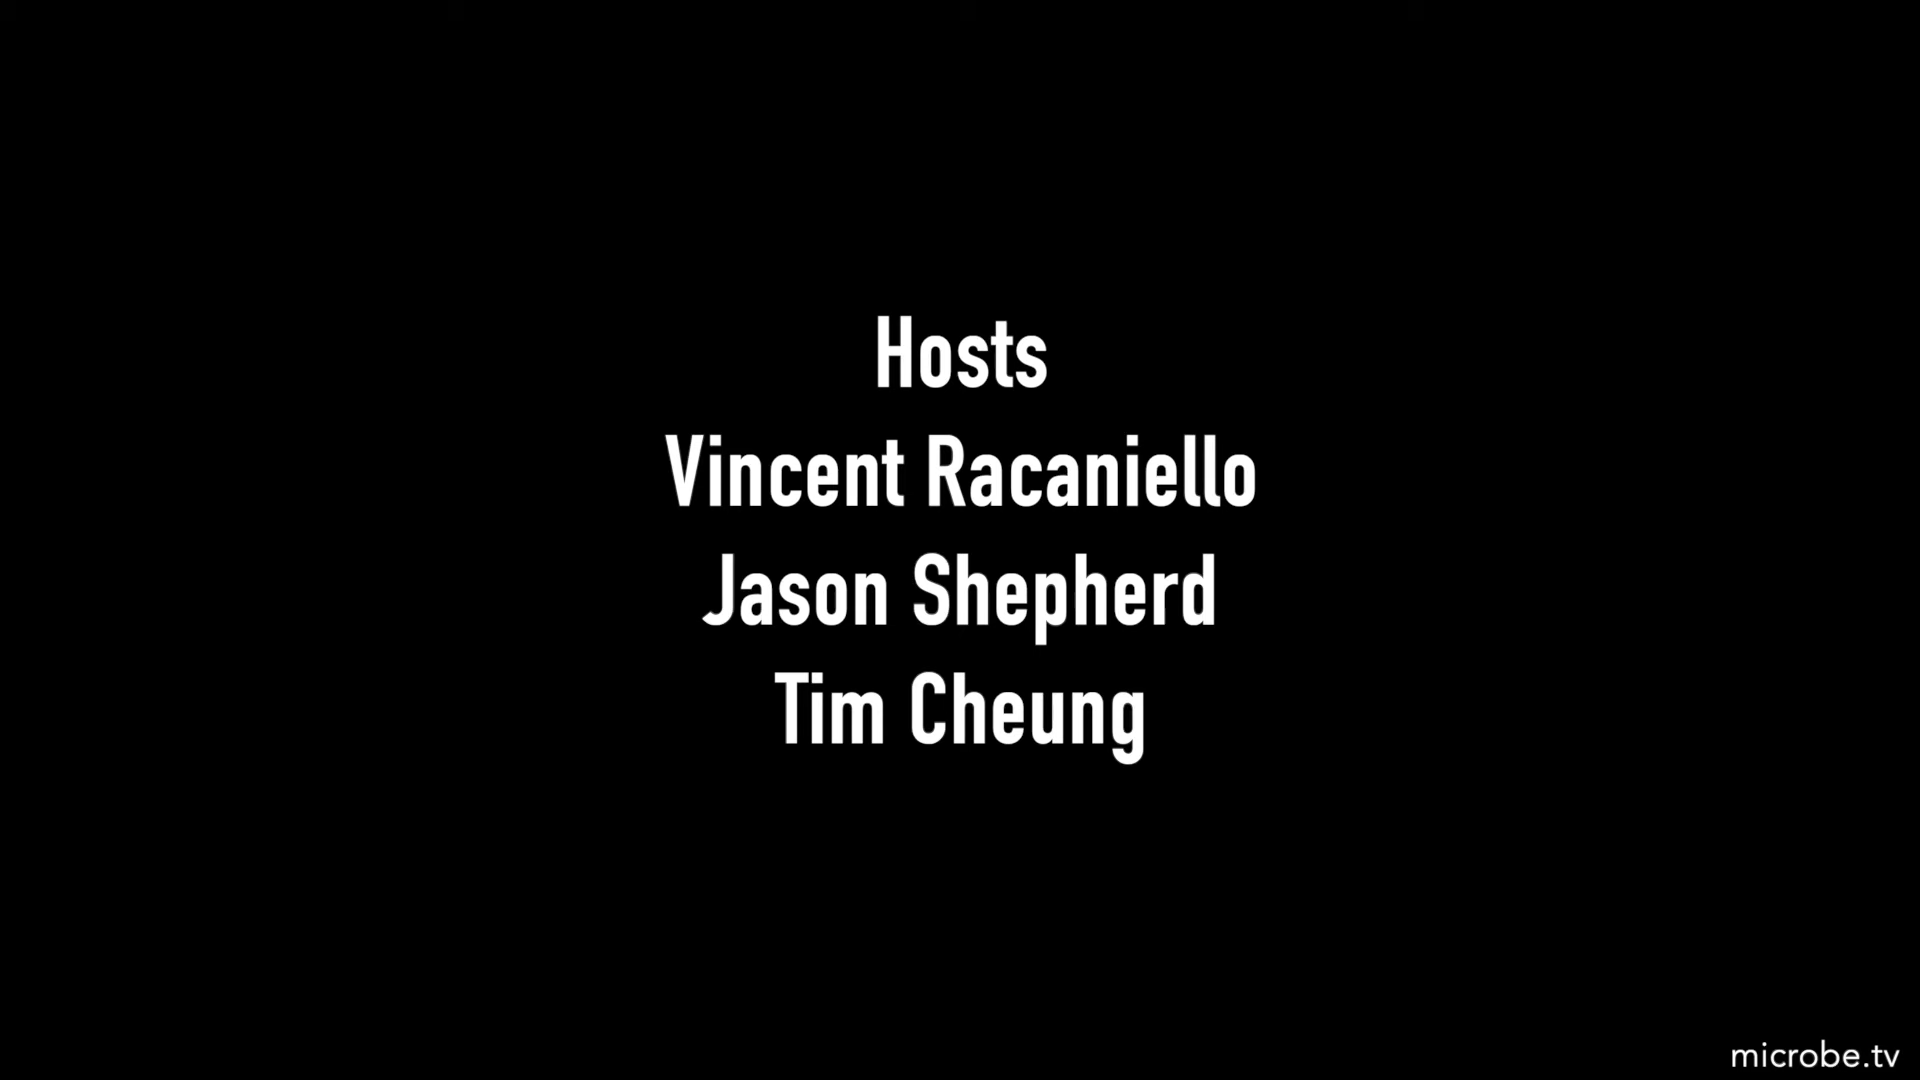 Hosts
Vincent Racaniello
Jason Shepherd
Tim Cheung
microbe.tv